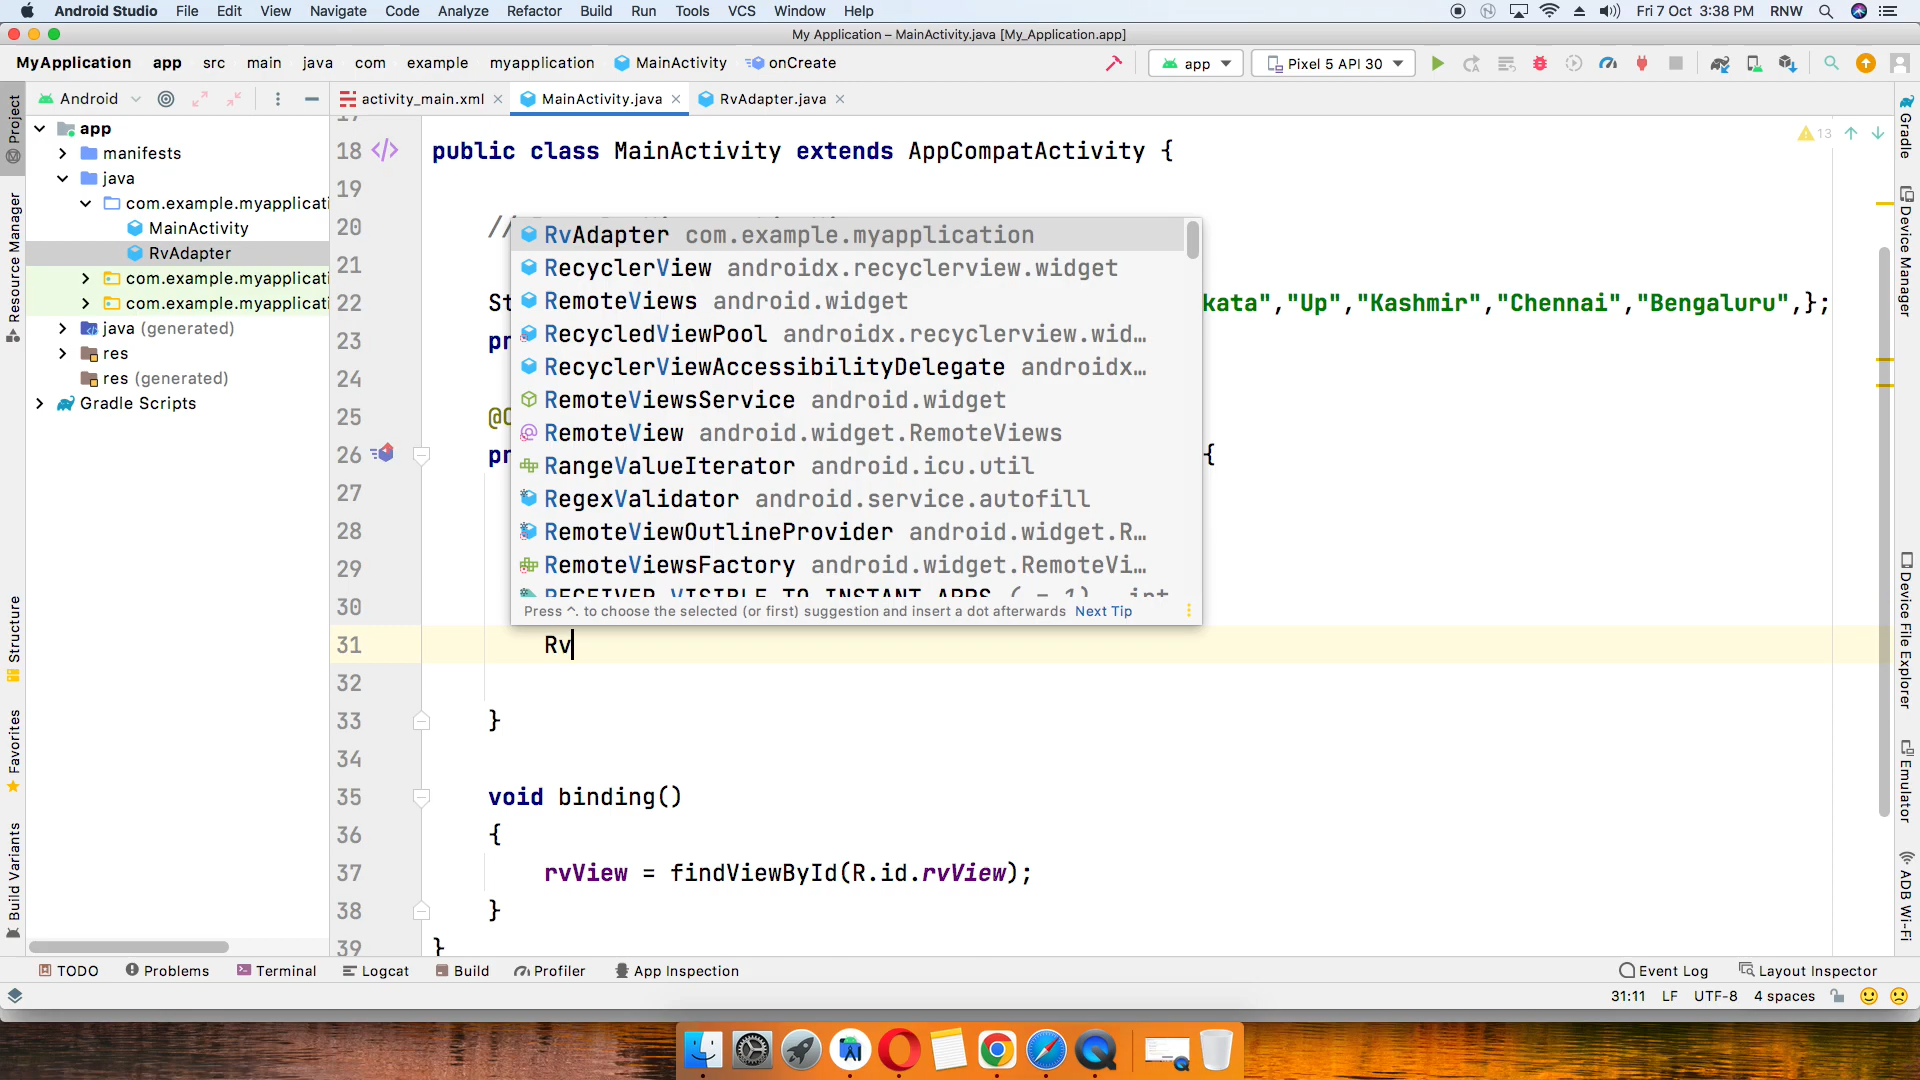 Android Studio File Edit View Navigate Code Analyze Refactor Build Run Tools VCS Window Help Fri 7 Oct 3:38 PM RNW
My Application – MainActivity.java [My_Application.app]
MyApplication app src main java com example myapplication MainActivity onCreate app Pixel 5 API 30
Android activity_main.xml MainActivity.java RvAdapter.java
Project
Resource Manager
Structure
Favorites
Build Variants
app
manifests
java
com.example.myapplicati
MainActivity
RvAdapter
com.example.myapplicati
com.example.myapplicati
java (generated)
res
res (generated)
Gradle Scripts
13
18 public class MainActivity extends AppCompatActivity {
19
20 //
21
22 St kata","Up","Kashmir","Chennai","Bengaluru",};
23 pr
24
25 @O
26 pr {
27
28
29
30
31 Rv
32
33 }
34
35 void binding()
36 {
37 rvView = findViewById(R.id.rvView);
38 }
39 }
RvAdapter com.example.myapplication
RecyclerView androidx.recyclerview.widget
RemoteViews android.widget
RecycledViewPool androidx.recyclerview.wid…
RecyclerViewAccessibilityDelegate androidx…
RemoteViewsService android.widget
RemoteView android.widget.RemoteViews
RangeValueIterator android.icu.util
RegexValidator android.service.autofill
RemoteViewOutlineProvider android.widget.R…
RemoteViewsFactory android.widget.RemoteVi…
RECEIVER_VISIBLE_TO_INSTANT_APPS ( = 1) int
Press ^. to choose the selected (or first) suggestion and insert a dot afterwards Next Tip
Gradle
Device Manager
Device File Explorer
Emulator
ADB Wi-Fi
TODO Problems Terminal Logcat Build Profiler App Inspection Event Log Layout Inspector
31:11 LF UTF-8 4 spaces